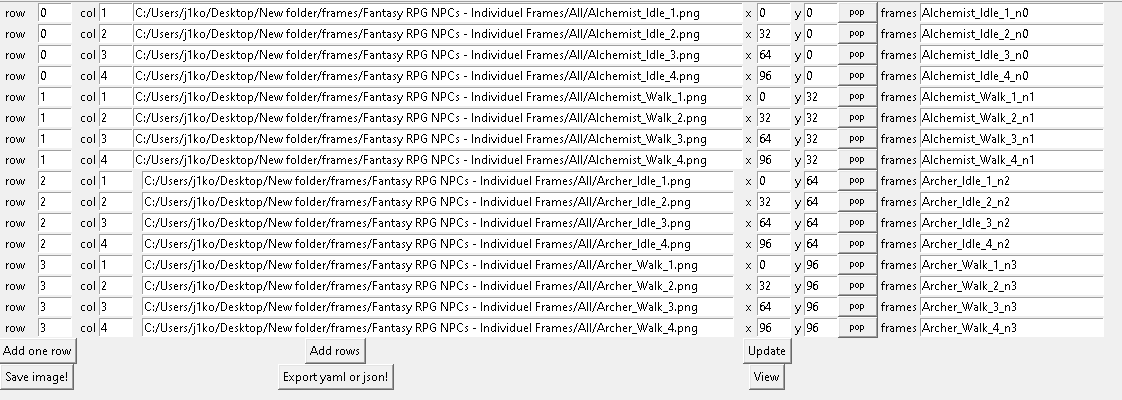 row 0 col 1 C:/Users/j1ko/Desktop/New folder/frames/Fantasy RPG NPCs - Individuel Frames/All/Alchemist_Idle_1.png x 0 y 0 pop frames Alchemist_Idle_1_n0
row 0 col 2 C:/Users/j1ko/Desktop/New folder/frames/Fantasy RPG NPCs - Individuel Frames/All/Alchemist_Idle_2.png x 32 y 0 pop frames Alchemist_Idle_2_n0
row 0 col 3 C:/Users/j1ko/Desktop/New folder/frames/Fantasy RPG NPCs - Individuel Frames/All/Alchemist_Idle_3.png x 64 y 0 pop frames Alchemist_Idle_3_n0
row 0 col 4 C:/Users/j1ko/Desktop/New folder/frames/Fantasy RPG NPCs - Individuel Frames/All/Alchemist_Idle_4.png x 96 y 0 pop frames Alchemist_Idle_4_n0
row 1 col 1 C:/Users/j1ko/Desktop/New folder/frames/Fantasy RPG NPCs - Individuel Frames/All/Alchemist_Walk_1.png x 0 y 32 pop frames Alchemist_Walk_1_n1
row 1 col 2 C:/Users/j1ko/Desktop/New folder/frames/Fantasy RPG NPCs - Individuel Frames/All/Alchemist_Walk_2.png x 32 y 32 pop frames Alchemist_Walk_2_n1
row 1 col 3 C:/Users/j1ko/Desktop/New folder/frames/Fantasy RPG NPCs - Individuel Frames/All/Alchemist_Walk_3.png x 64 y 32 pop frames Alchemist_Walk_3_n1
row 1 col 4 C:/Users/j1ko/Desktop/New folder/frames/Fantasy RPG NPCs - Individuel Frames/All/Alchemist_Walk_4.png x 96 y 32 pop frames Alchemist_Walk_4_n1
row 2 col 1 C:/Users/j1ko/Desktop/New folder/frames/Fantasy RPG NPCs - Individuel Frames/All/Archer_Idle_1.png x 0 y 64 pop frames Archer_Idle_1_n2
row 2 col 2 C:/Users/j1ko/Desktop/New folder/frames/Fantasy RPG NPCs - Individuel Frames/All/Archer_Idle_2.png x 32 y 64 pop frames Archer_Idle_2_n2
row 2 col 3 C:/Users/j1ko/Desktop/New folder/frames/Fantasy RPG NPCs - Individuel Frames/All/Archer_Idle_3.png x 64 y 64 pop frames Archer_Idle_3_n2
row 2 col 4 C:/Users/j1ko/Desktop/New folder/frames/Fantasy RPG NPCs - Individuel Frames/All/Archer_Idle_4.png x 96 y 64 pop frames Archer_Idle_4_n2
row 3 col 1 C:/Users/j1ko/Desktop/New folder/frames/Fantasy RPG NPCs - Individuel Frames/All/Archer_Walk_1.png x 0 y 96 pop frames Archer_Walk_1_n3
row 3 col 2 C:/Users/j1ko/Desktop/New folder/frames/Fantasy RPG NPCs - Individuel Frames/All/Archer_Walk_2.png x 32 y 96 pop frames Archer_Walk_2_n3
row 3 col 3 C:/Users/j1ko/Desktop/New folder/frames/Fantasy RPG NPCs - Individuel Frames/All/Archer_Walk_3.png x 64 y 96 pop frames Archer_Walk_3_n3
row 3 col 4 C:/Users/j1ko/Desktop/New folder/frames/Fantasy RPG NPCs - Individuel Frames/All/Archer_Walk_4.png x 96 y 96 pop frames Archer_Walk_4_n3
Add one row Add rows Update
Save image! Export yaml or json! View